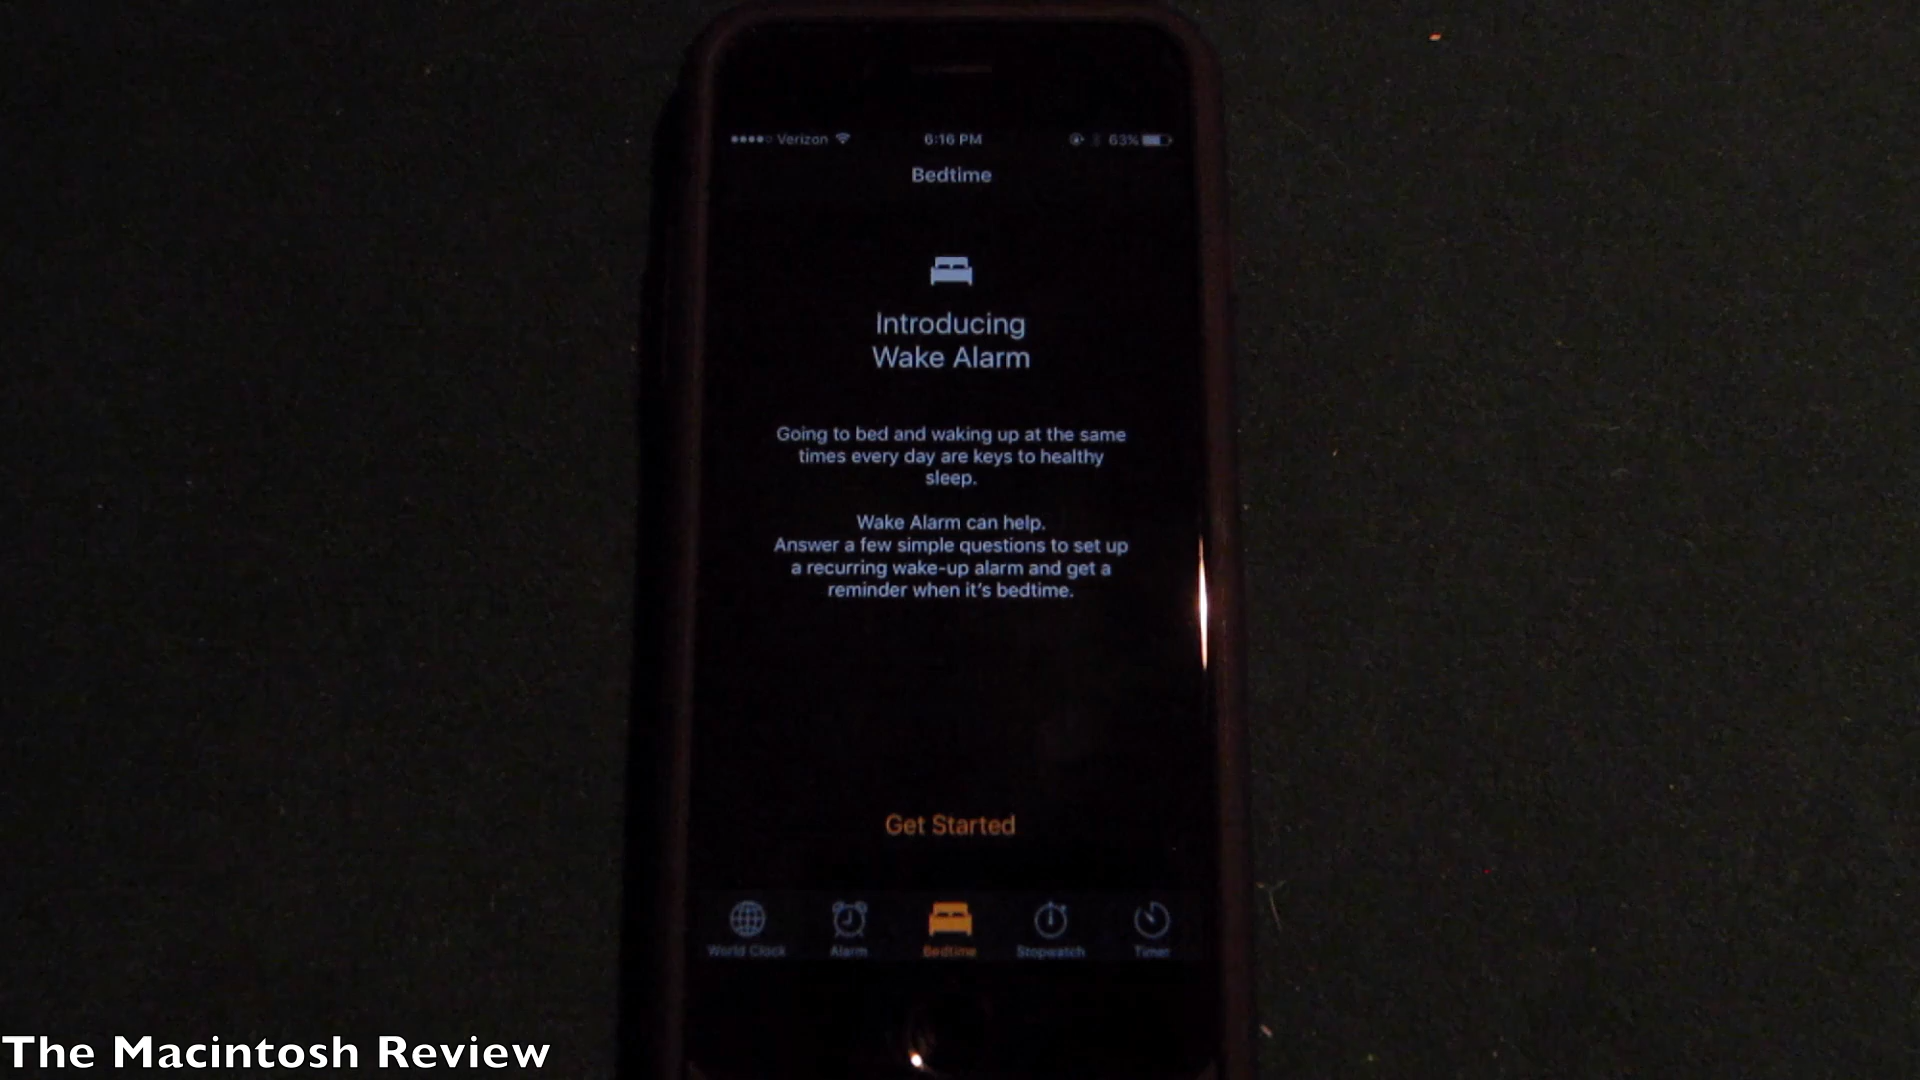 Verizon 6:16 PM 63%
Bedtime
Introducing
Wake Alarm
Going to bed and waking up at the same
times every day are keys to healthy
sleep.
Wake Alarm can help.
Answer a few simple questions to set up
a recurring wake-up alarm and get a
reminder when it's bedtime.
Get Started
World Clock Alarm Bedtime Stopwatch Timer
The Macintosh Review